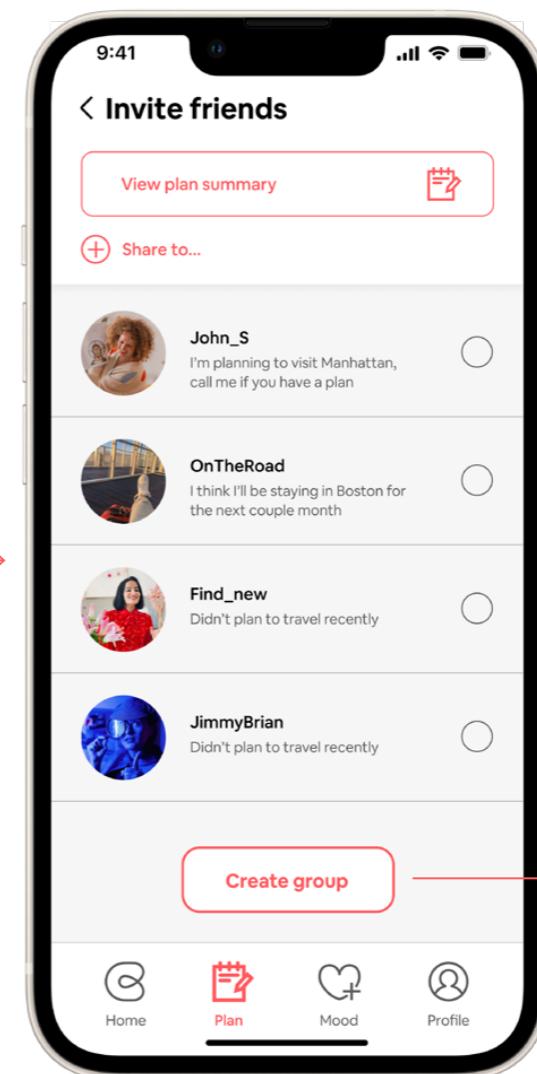 9:41
Invite friends
View plan summary
Share to...
John_S
I'm planning to visit Manhattan,
call me if you have a plan
OnTheRoad
I think I'll be staying in Boston for
the next couple month
Find_new
Didn't plan to travel recently
JimmyBrian
Didn't plan to travel recently
Create group
Home Plan Mood Profile